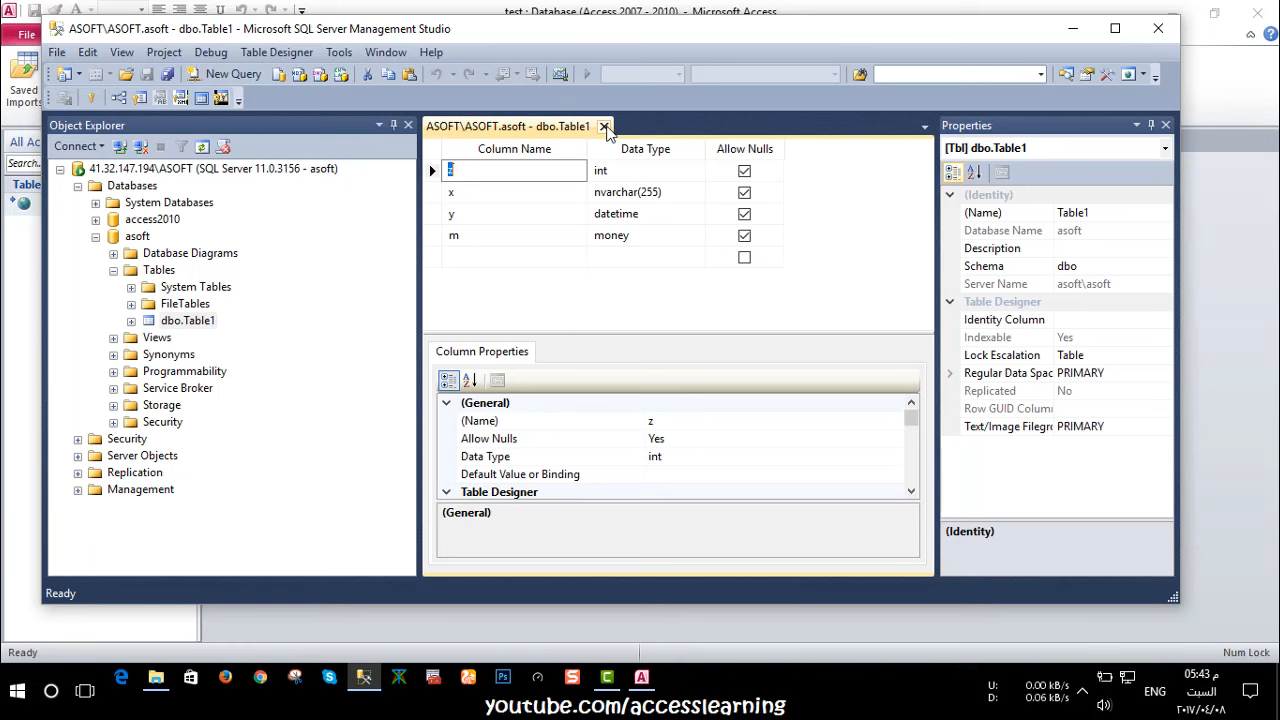 test : Database (Access 2007 - 2010) - Microsoft Access
ASOFT\ASOFT.asoft - dbo.Table1 - Microsoft SQL Server Management Studio
File
File Edit View Project Debug Table Designer Tools Window Help
New Query
Saved
Imports
Object Explorer
ASOFT\ASOFT.asoft - dbo.Table1
Properties
All Ac
Connect
Column Name Data Type Allow Nulls
[Tbl] dbo.Table1
Search..
41.32.147.194\ASOFT (SQL Server 11.0.3156 - asoft)
z int
Table
Databases
x nvarchar(255)
(Identity)
System Databases
y datetime
(Name) Table1
access2010
m money
Database Name asoft
asoft
Description
Database Diagrams
Schema dbo
Tables
Server Name asoft\asoft
System Tables
Table Designer
FileTables
Identity Column
dbo.Table1
Indexable Yes
Views
Column Properties
Lock Escalation Table
Synonyms
Regular Data Spac PRIMARY
Programmability
Replicated No
Service Broker
(General)
Row GUID Column
Storage
(Name) z
Text/Image Filegro PRIMARY
Security
Allow Nulls Yes
Security
Data Type int
Server Objects
Default Value or Binding
Replication
Table Designer
Management
(General)
(Identity)
Ready
Ready
Num Lock
U: 0.00 kB/s
D: 0.06 kB/s
ENG
05:43 م
السبت
٢٠١٧/٠٤/٠٨
youtube.com/accesslearning